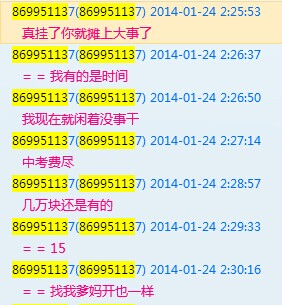 869951137(869951137) 2014-01-24 2:25:53
真挂了你就摊上大事了
869951137(869951137) 2014-01-24 2:26:37
= = 我有的是时间
869951137(869951137) 2014-01-24 2:26:50
我现在就闲着没事干
869951137(869951137) 2014-01-24 2:27:14
中考费尽
869951137(869951137) 2014-01-24 2:28:57
几万块还是有的
869951137(869951137) 2014-01-24 2:29:33
= = 15
869951137(869951137) 2014-01-24 2:30:16
= = 找我爹妈开也一样